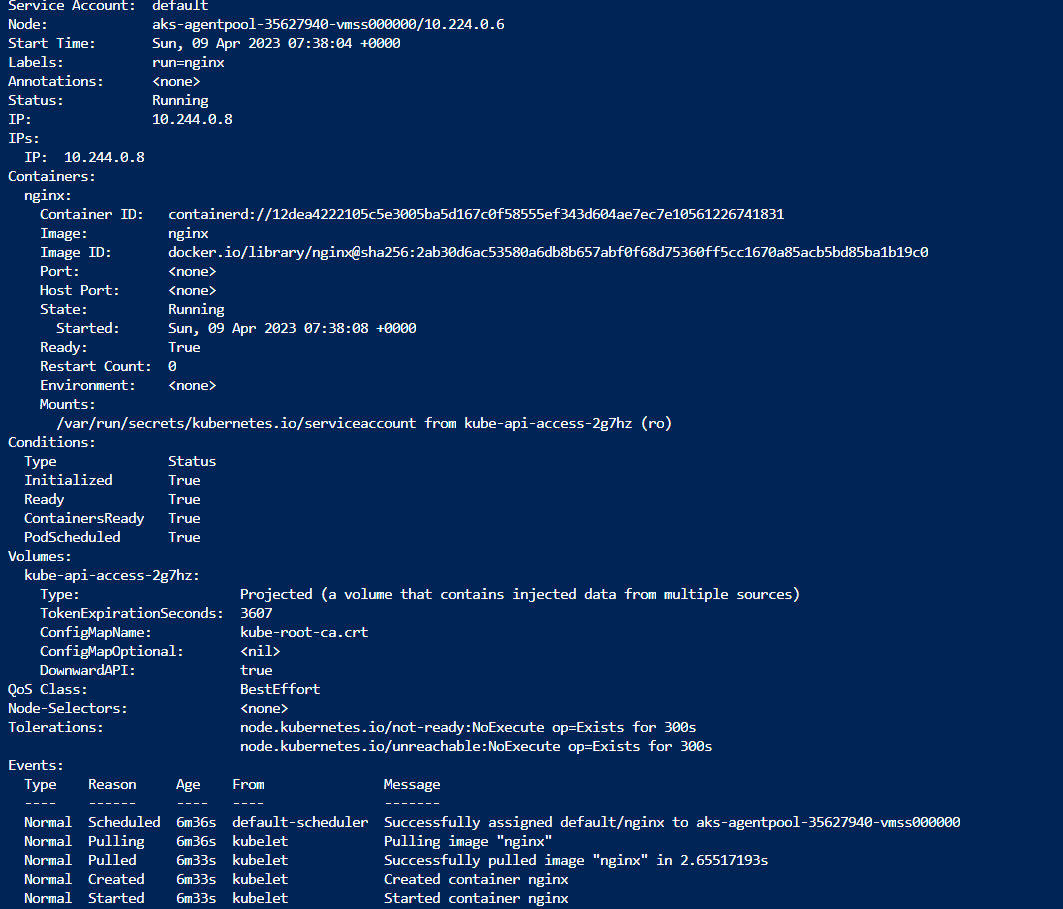 Service Account:  default
Node:             aks-agentpool-35627940-vmss000000/10.224.0.6
Start Time:       Sun, 09 Apr 2023 07:38:04 +0000
Labels:           run=nginx
Annotations:      <none>
Status:           Running
IP:               10.244.0.8
IPs:
  IP:  10.244.0.8
Containers:
  nginx:
    Container ID:   containerd://12dea4222105c5e3005ba5d167c0f58555ef343d604ae7ec7e10561226741831
    Image:          nginx
    Image ID:       docker.io/library/nginx@sha256:2ab30d6ac53580a6db8b657abf0f68d75360ff5cc1670a85acb5bd85ba1b19c0
    Port:           <none>
    Host Port:      <none>
    State:          Running
      Started:      Sun, 09 Apr 2023 07:38:08 +0000
    Ready:          True
    Restart Count:  0
    Environment:    <none>
    Mounts:
      /var/run/secrets/kubernetes.io/serviceaccount from kube-api-access-2g7hz (ro)
Conditions:
  Type              Status
  Initialized       True
  Ready             True
  ContainersReady   True
  PodScheduled      True
Volumes:
  kube-api-access-2g7hz:
    Type:                    Projected (a volume that contains injected data from multiple sources)
    TokenExpirationSeconds:  3607
    ConfigMapName:           kube-root-ca.crt
    ConfigMapOptional:       <nil>
    DownwardAPI:             true
QoS Class:                   BestEffort
Node-Selectors:              <none>
Tolerations:                 node.kubernetes.io/not-ready:NoExecute op=Exists for 300s
                             node.kubernetes.io/unreachable:NoExecute op=Exists for 300s
Events:
  Type    Reason     Age    From               Message
  ----    ------     ----   ----               -------
  Normal  Scheduled  6m36s  default-scheduler  Successfully assigned default/nginx to aks-agentpool-35627940-vmss000000
  Normal  Pulling    6m36s  kubelet            Pulling image "nginx"
  Normal  Pulled     6m33s  kubelet            Successfully pulled image "nginx" in 2.65517193s
  Normal  Created    6m33s  kubelet            Created container nginx
  Normal  Started    6m33s  kubelet            Started container nginx